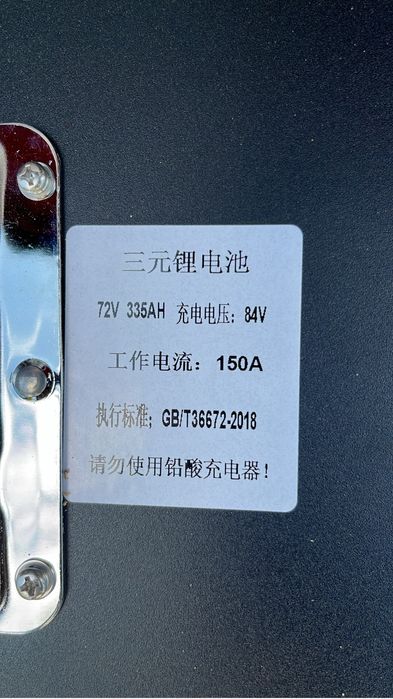 三元锂电池
72V 335AH 充电电压：84V
工作电流：150A
执行标准；GB/T36672-2018
请勿使用铅酸充电器！